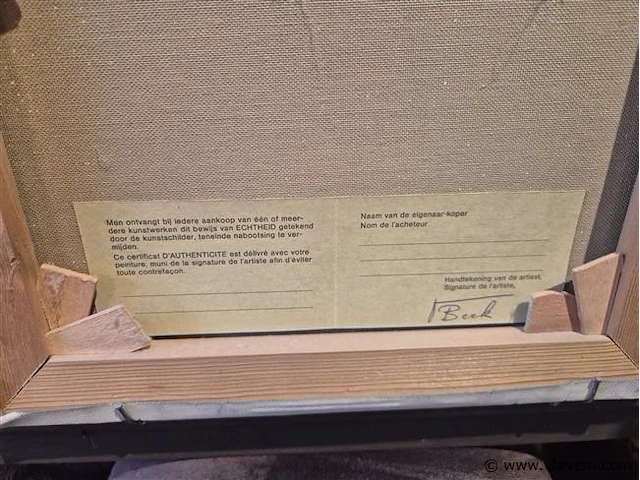 Men ontvangt bij iedere aankoop van één of meer-
dere kunstwerken dit bewijs van ECHTHEID getekend
door de kunstschilder, teneinde nabootsing te ver-
mijden.
Ce certificat D'AUTHENTICITÉ est délivré avec votre
peinture, muni de la signature de l'artiste afin d'éviter
toute contrefaçon.
Naam van de eigenaar-koper
Nom de l'acheteur
Handtekening van de artiest,
Signature de l'artiste,
Beek